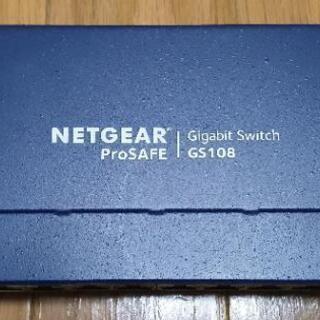 NETGEAR® | Gigabit Switch
ProSAFE | GS108